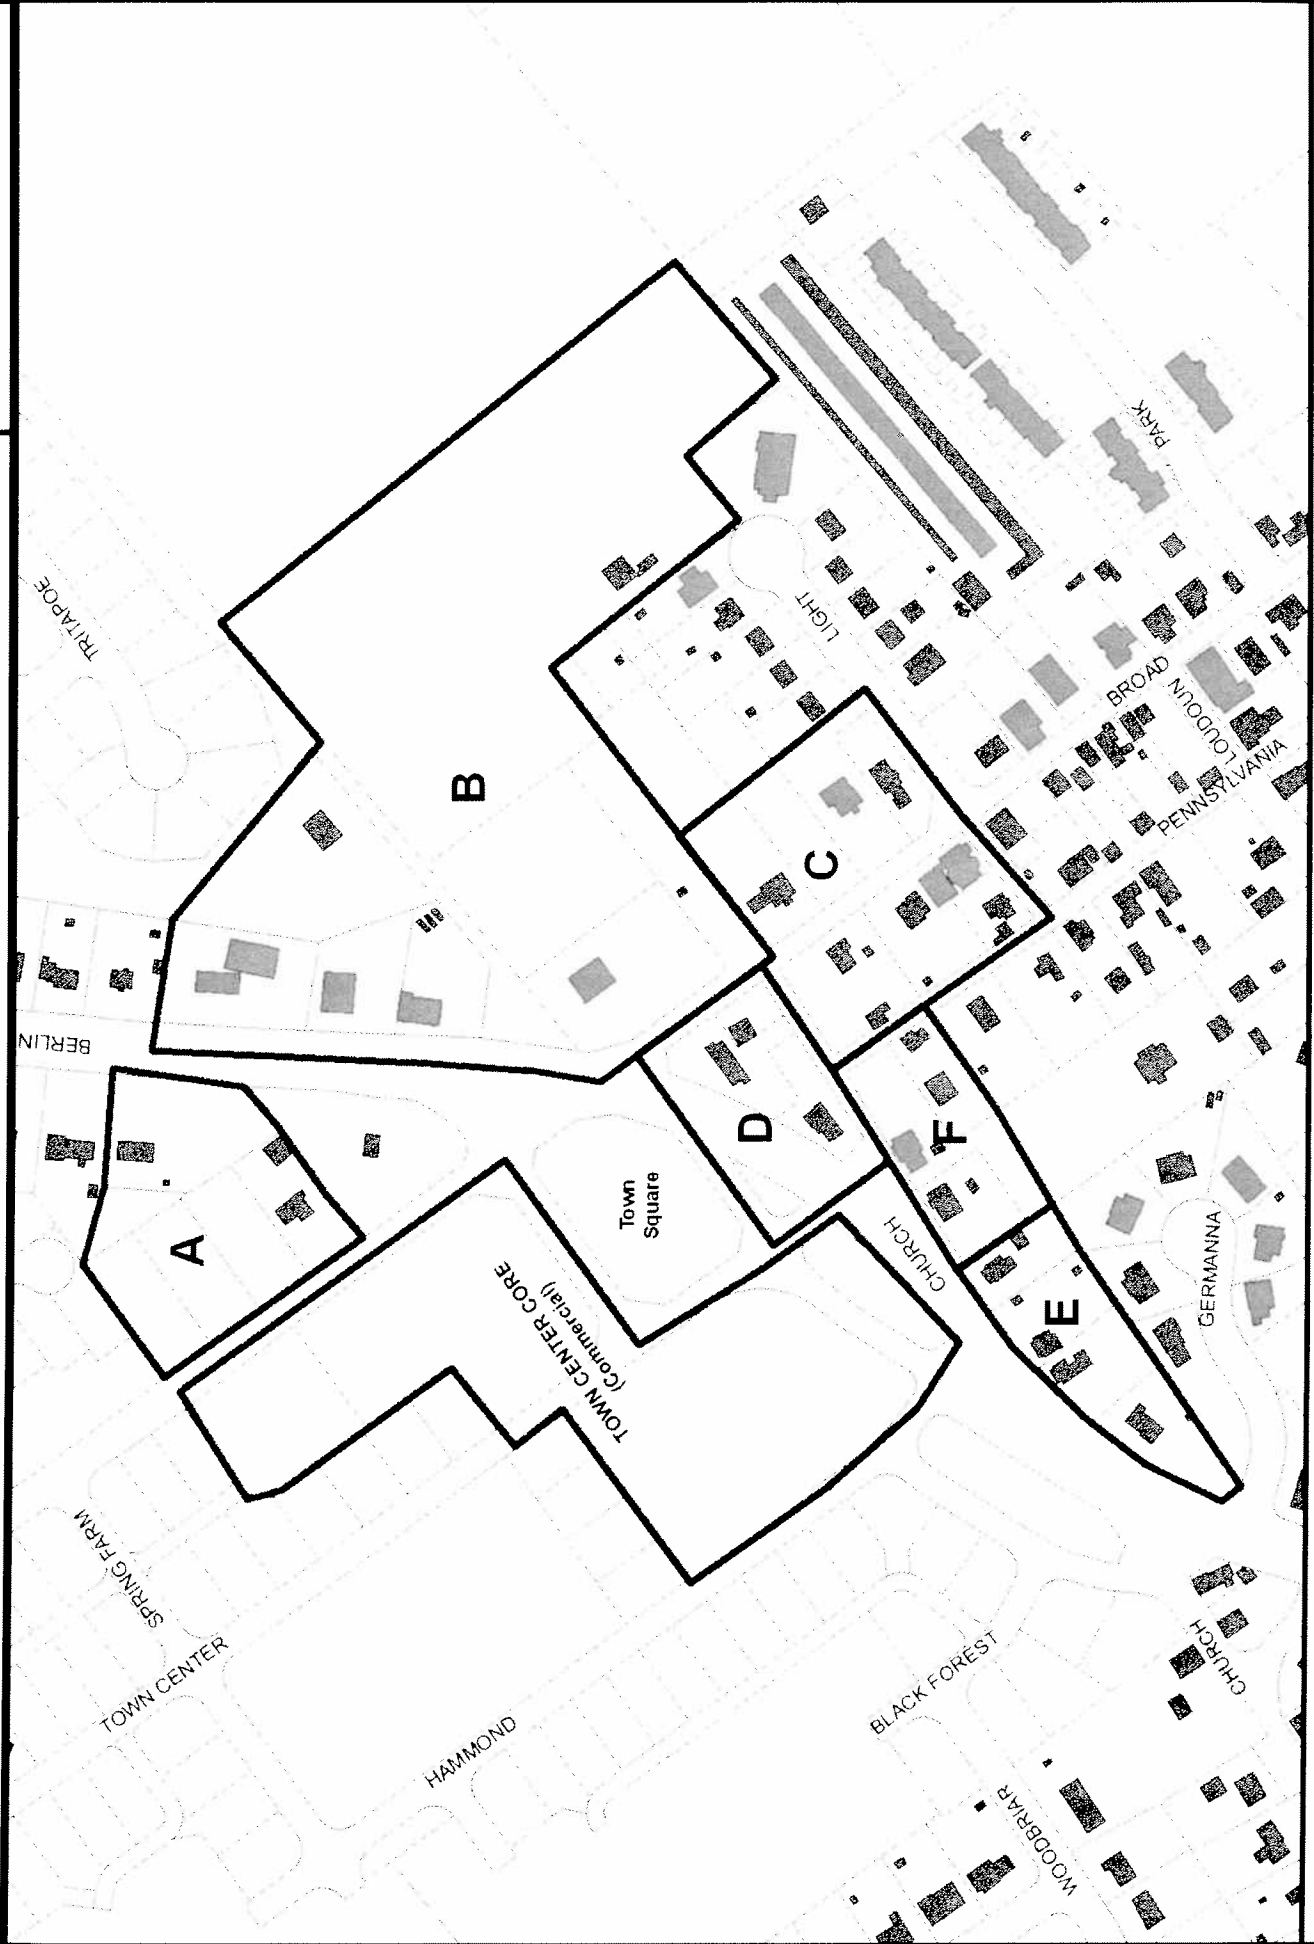 TRITAPOE
BERLIN
B
A
LIGHT
PARK
BROAD
LOUDOUN
PENNSYLVANIA
C
D
Town
Square
F
TOWN CENTER CORE
(Commercial)
CHURCH
E
GERMANNA
SPRING FARM
TOWN CENTER
HAMMOND
BLACK FOREST
CHURCH
WOODBRIAR